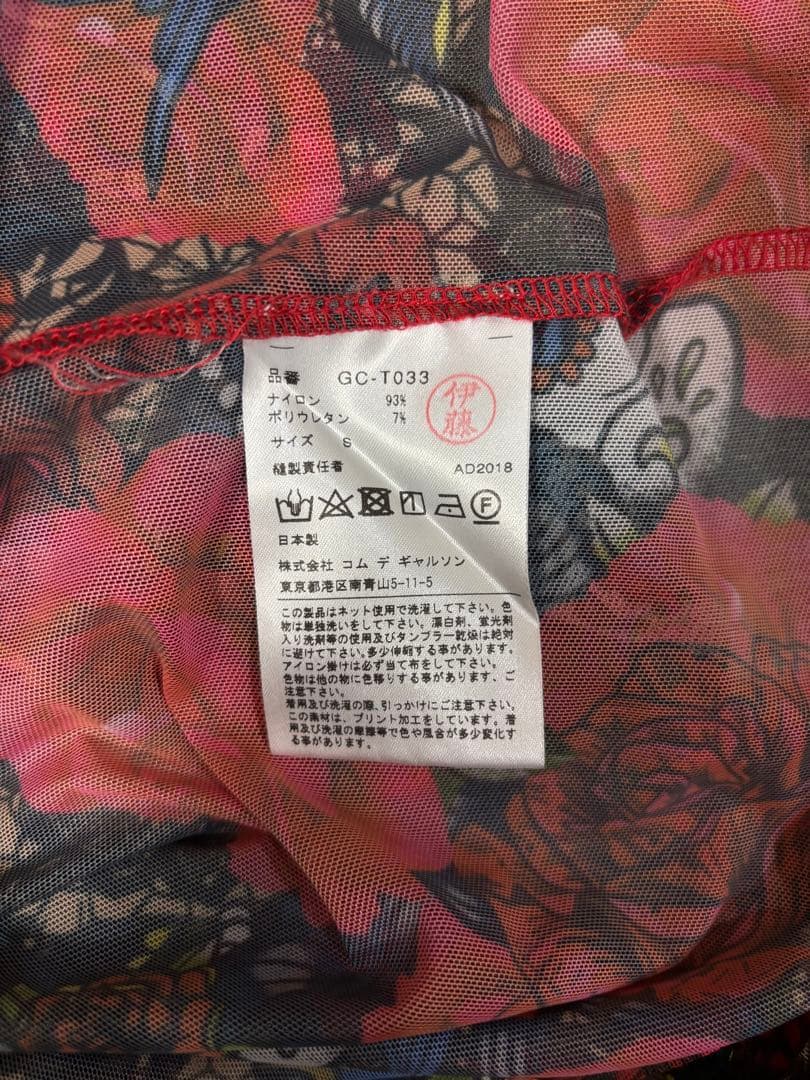 品番 GC-T033
ナイロン 93%
ポリウレタン 7%
伊藤
サイズ S
縫製責任者 AD2018
F
日本製
株式会社 コム デ ギャルソン
東京都港区南青山5-11-5
この製品はネット使用で洗濯して下さい。色
物は単独洗いをして下さい。漂白剤、蛍光剤
入り洗剤等の使用及びタンブラー乾燥は絶対
に避けて下さい。多少伸縮する事があります。
アイロン掛けは必ず当て布をして下さい。
色物は他の物に色移りする事があります、ご
注意下さい。
着用及び洗濯の際、引っかけにご注意下さい。
この素材は、プリント加工をしています。着
用及び洗濯の摩擦等で色や風合が多少変化す
る事があります。